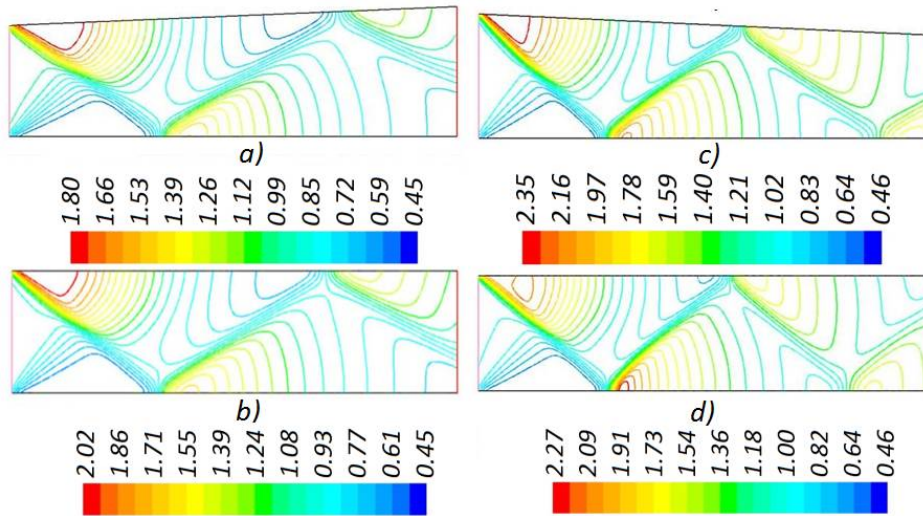 a)
c)
1.80 1.66 1.53 1.39 1.26 1.12 0.99 0.85 0.72 0.59 0.45
2.35 2.16 1.97 1.78 1.59 1.40 1.21 1.02 0.83 0.64 0.46
b)
d)
2.02 1.86 1.71 1.55 1.39 1.24 1.08 0.93 0.77 0.61 0.45
2.27 2.09 1.91 1.73 1.54 1.36 1.18 1.00 0.82 0.64 0.46